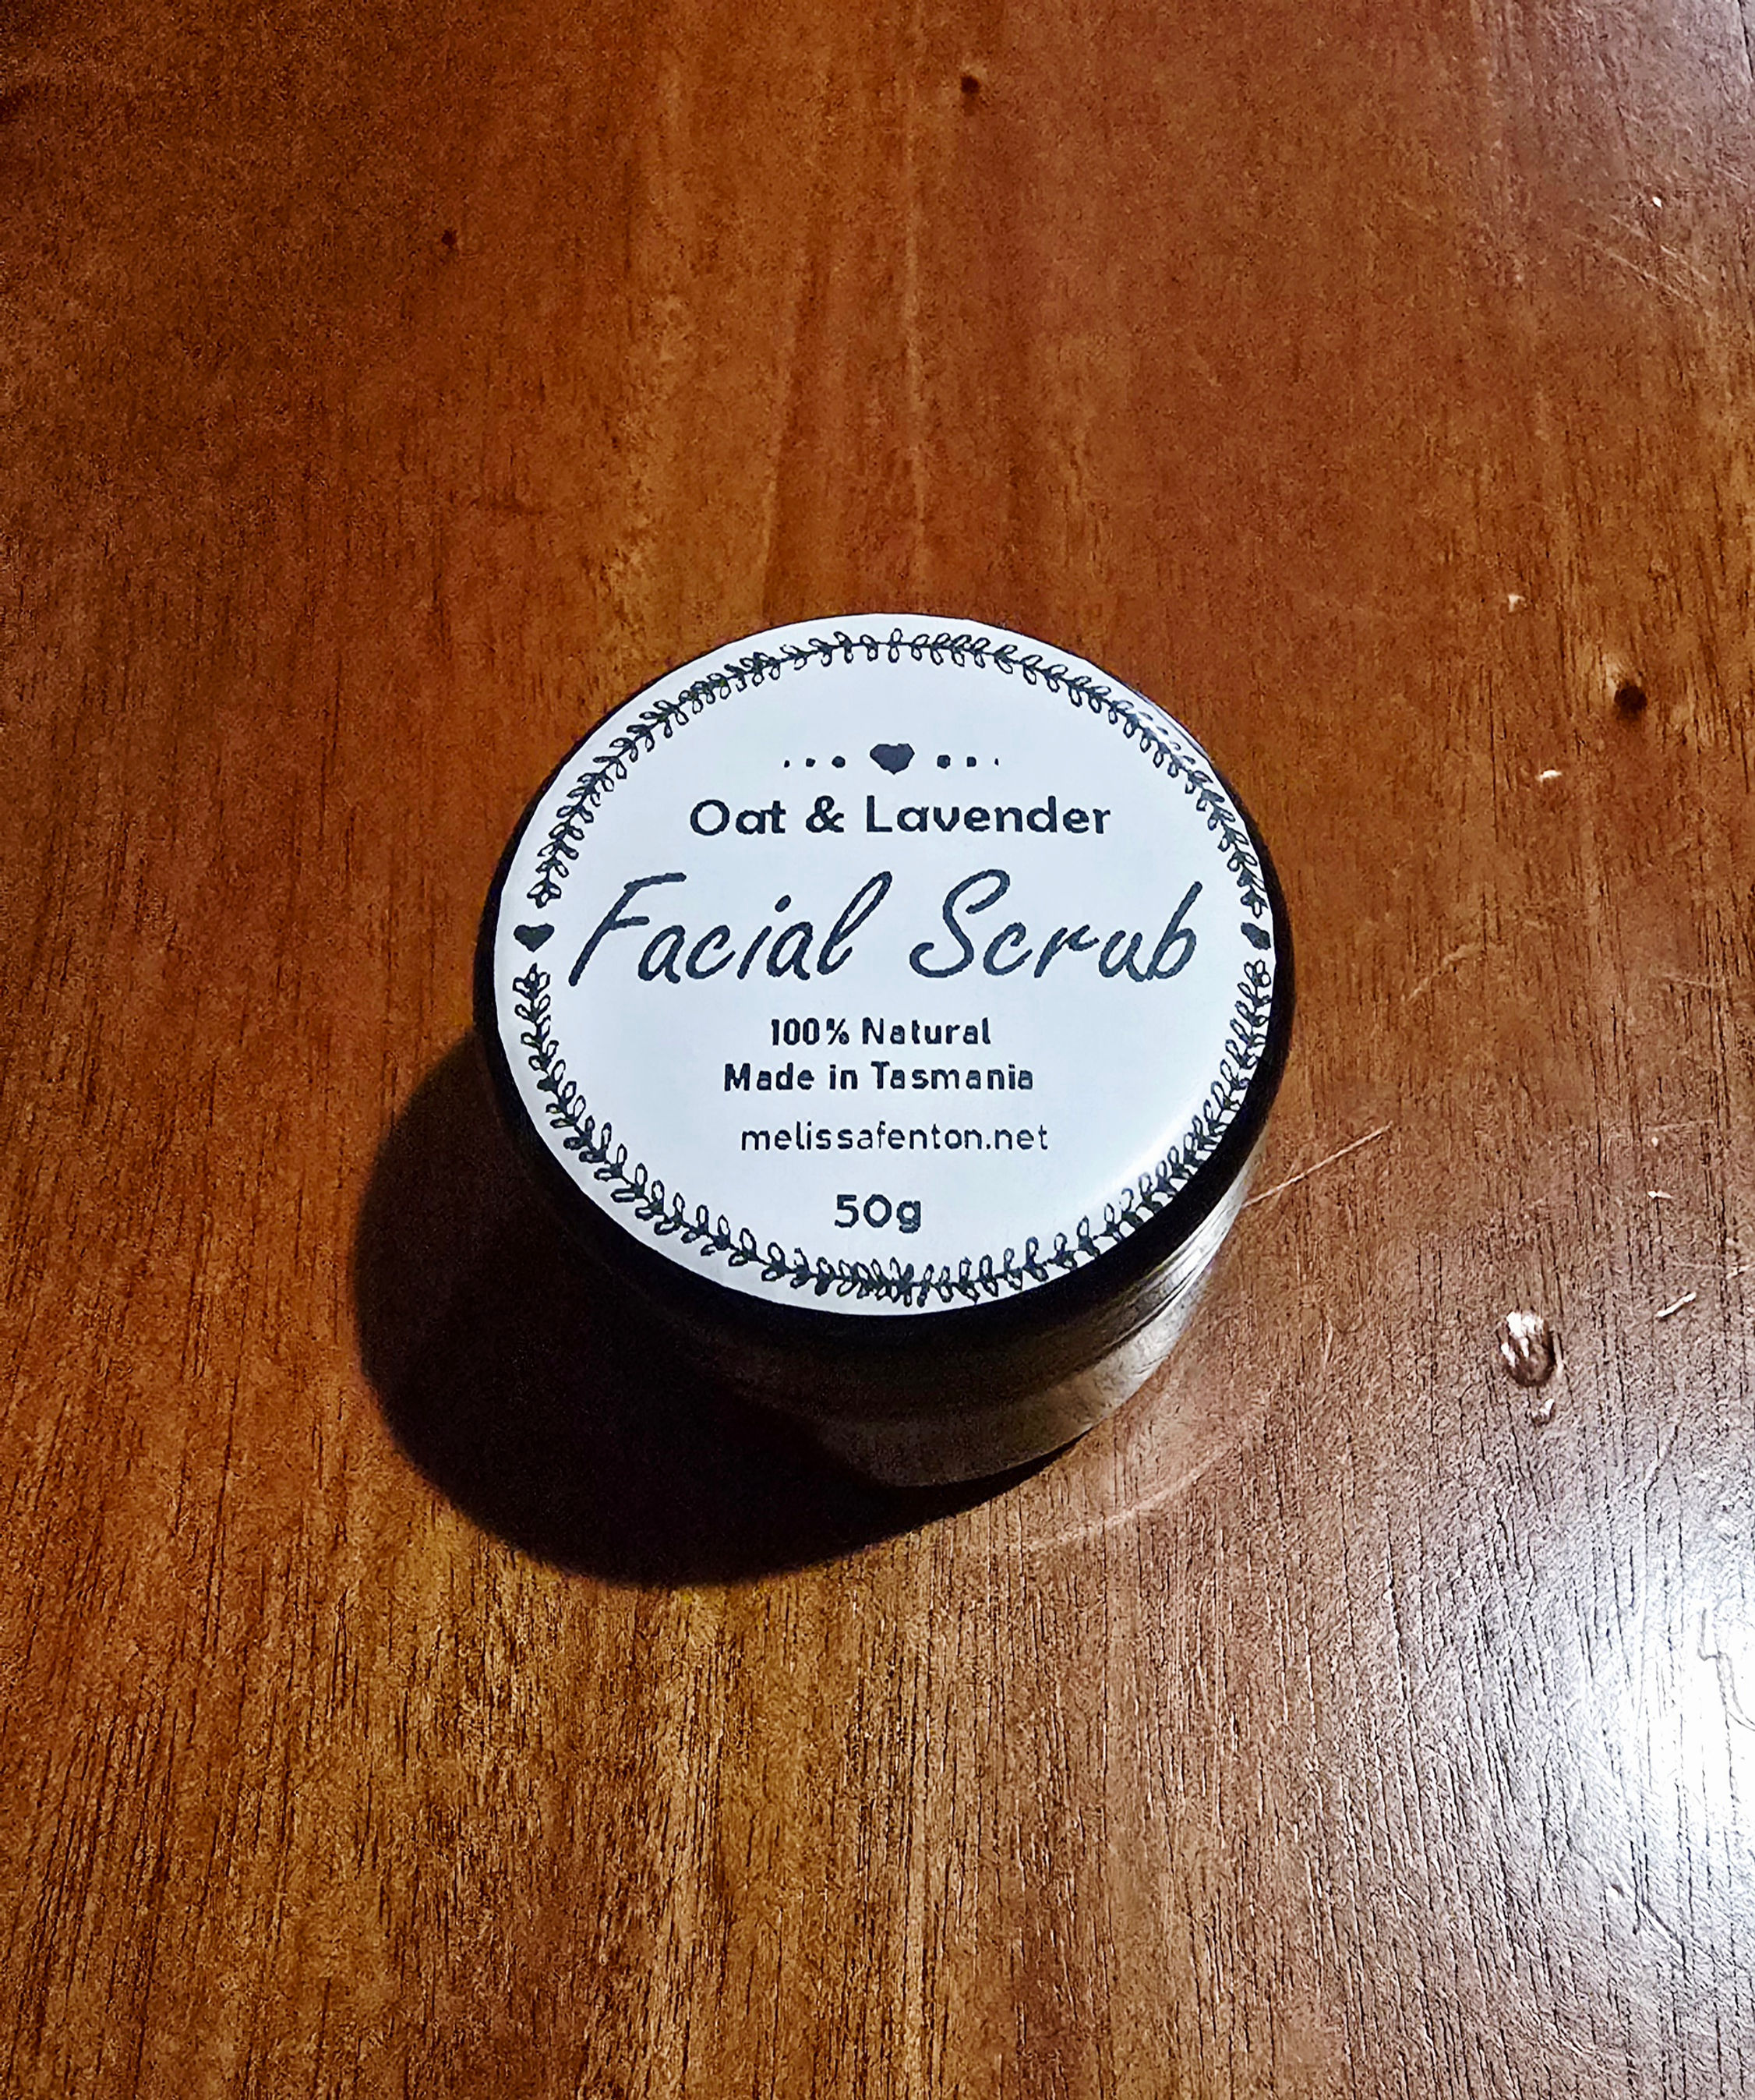 Oat & Lavender
Facial Scrub
100% Natural
Made in Tasmania
melissafenton.net
50g